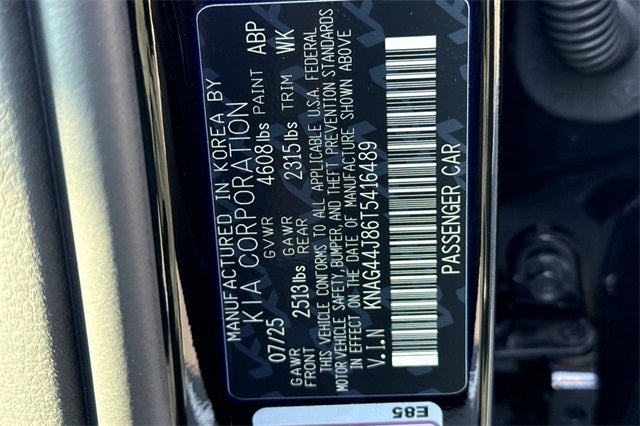 MANUFACTURED IN KOREA BY
KIA CORPORATION
07/25 GVWR 4608lbs PAINT ABP
GAWR FRONT 2513lbs GAWR REAR 2315lbs TRIM WK
THIS VEHICLE CONFORMS TO ALL APPLICABLE U.S.A. FEDERAL
MOTOR VEHICLE SAFETY, BUMPER, AND THEFT PREVENTION STANDARDS
IN EFFECT ON THE DATE OF MANUFACTURE SHOWN ABOVE
V.I.N KNAG44J86T5416489
PASSENGER CAR
E85